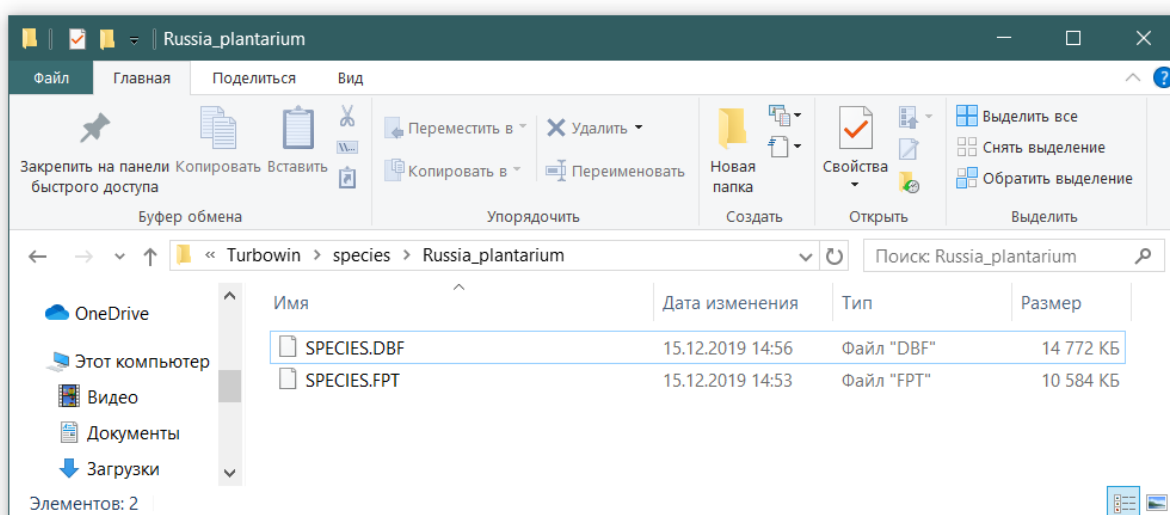 Russia_plantarium
Файл Главная Поделиться Вид
Закрепить на панели быстрого доступа
Копировать
Вставить
Переместить в
Копировать в
Удалить
Переименовать
Новая папка
Свойства
Выделить все
Снять выделение
Обратить выделение
Буфер обмена Упорядочить Создать Открыть Выделить
« Turbowin > species > Russia_plantarium Поиск: Russia_plantarium
Имя Дата изменения Тип Размер
OneDrive
Этот компьютер
Видео
Документы
Загрузки
SPECIES.DBF 15.12.2019 14:56 Файл "DBF" 14 772 КБ
SPECIES.FPT 15.12.2019 14:53 Файл "FPT" 10 584 КБ
Элементов: 2